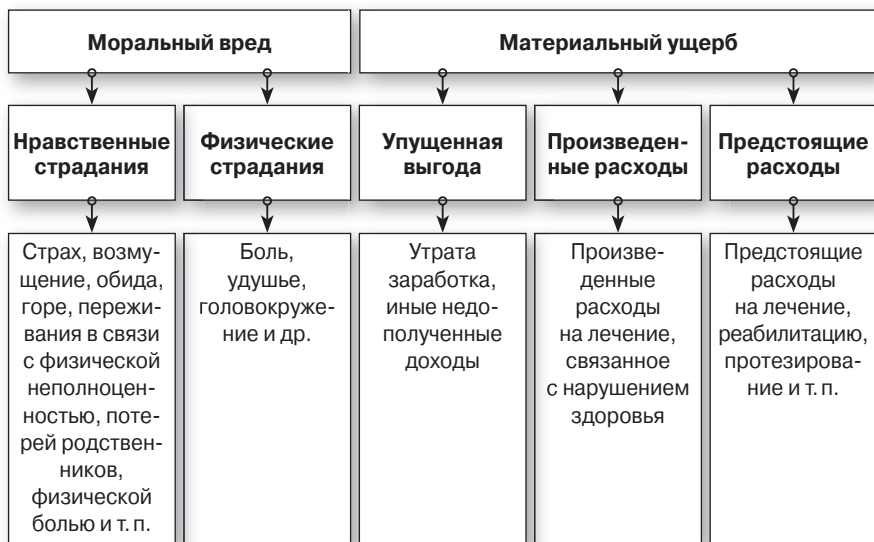 Моральный вред
Материальный ущерб
Нравственные
страдания
Физические
страдания
Упущенная
выгода
Произведен-
ные расходы
Предстоящие
расходы
Страх, возму-
щение, обида,
горе, пережи-
вания в связи
с физической
неполноцен-
ностью, поте-
рей родствен-
ников,
физической
болью и т. п.
Боль,
удушье,
головокруже-
ние и др.
Утрата
заработка,
иные недо-
полученные
доходы
Произве-
денные
расходы
на лечение,
связанное
с нарушением
здоровья
Предстоящие
расходы
на лечение,
реабилитацию,
протезирова-
ние и т. п.